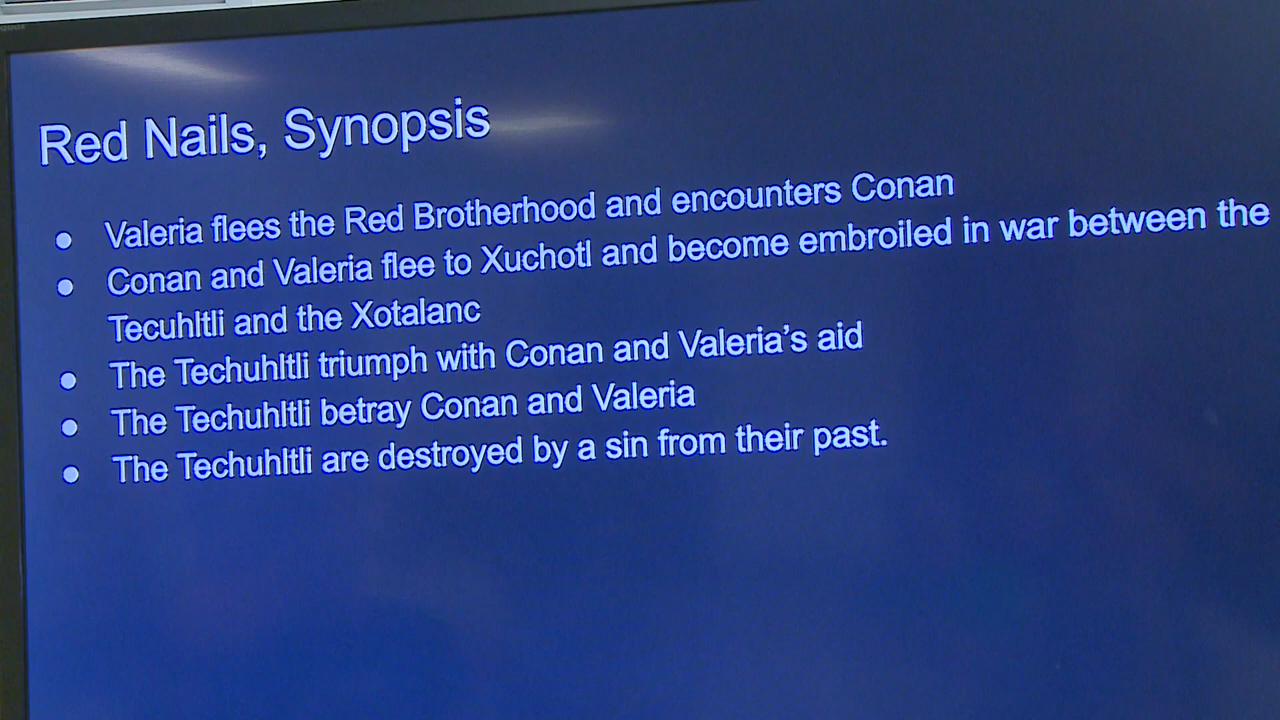 Red Nails, Synopsis
● Valeria flees the Red Brotherhood and encounters Conan
● Conan and Valeria flee to Xuchotl and become embroiled in war between the
Tecuhltli and the Xotalanc
● The Techuhltli triumph with Conan and Valeria's aid
● The Techuhltli betray Conan and Valeria
● The Techuhltli are destroyed by a sin from their past.